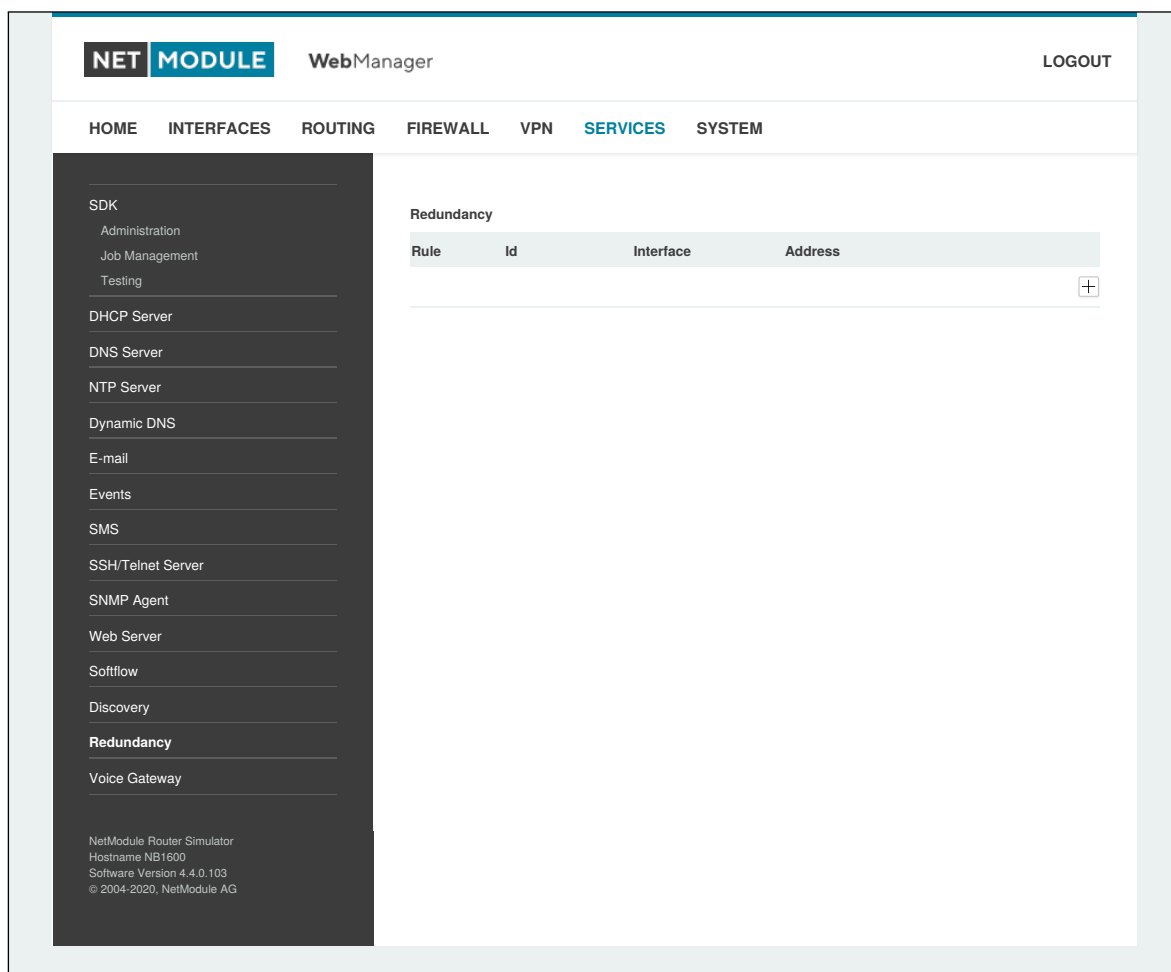 NET MODULE WebManager LOGOUT
HOME INTERFACES ROUTING FIREWALL VPN SERVICES SYSTEM
SDK
Administration
Job Management
Testing
DHCP Server
DNS Server
NTP Server
Dynamic DNS
E-mail
Events
SMS
SSH/Telnet Server
SNMP Agent
Web Server
Softflow
Discovery
Redundancy
Voice Gateway
NetModule Router Simulator
Hostname NB1600
Software Version 4.4.0.103
© 2004-2020, NetModule AG
Redundancy
Rule Id Interface Address